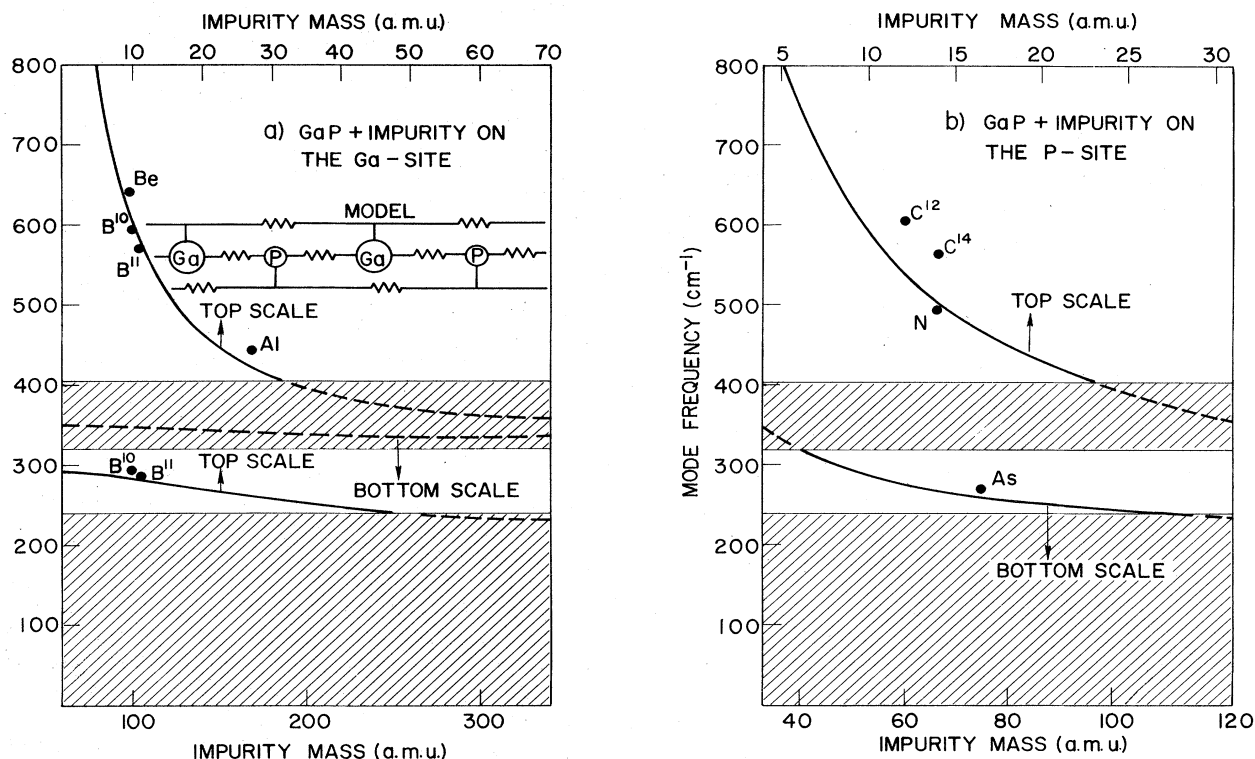 IMPURITY MASS (a.m.u.)
10 20 30 40 50 60 70
800
700
600
500
400
300
200
100
a) GaP + IMPURITY ON
THE Ga - SITE
Be
B10
B11
MODEL
Ga P Ga P
TOP SCALE
Al
B10 B11
TOP SCALE
BOTTOM SCALE
100 200 300
IMPURITY MASS (a.m.u.)
IMPURITY MASS (a.m.u.)
5 10 15 20 25 30 31
MODE FREQUENCY (cm⁻¹)
800
700
600
500
400
300
200
100
b) GaP + IMPURITY ON
THE P - SITE
C12
C14
N
TOP SCALE
As
BOTTOM SCALE
40 60 80 100 120
IMPURITY MASS (a.m.u.)